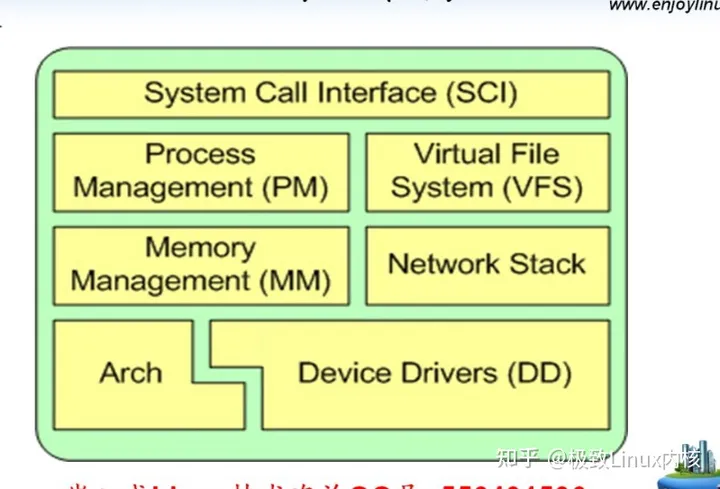 www.enjoylinu
System Call Interface (SCI)
Process
Management (PM)
Virtual File
System (VFS)
Memory
Management (MM)
Network Stack
Arch
Device Drivers (DD)
知乎 @极致Linux内核